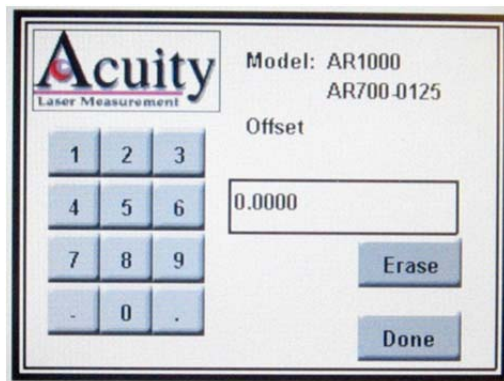 Acuity
Laser Measurement
Model: AR1000
AR700-0125
Offset
1 2 3
4 5 6
7 8 9
- 0 .
0.0000
Erase
Done